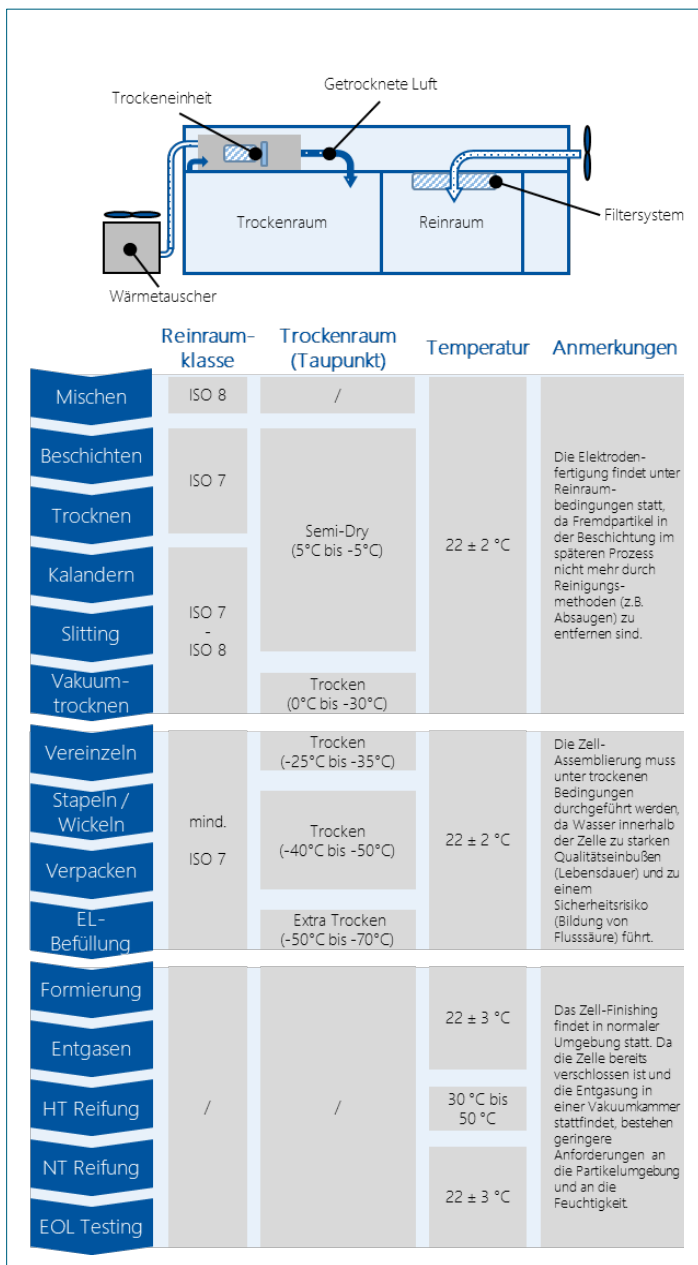 Getrocknete Luft
Trockeneinheit
Trockenraum
Reinraum
Filtersystem
Wärmetauscher
Reinraum-
klasse
Trockenraum
(Taupunkt)
Temperatur
Anmerkungen
Mischen
ISO 8
/
Beschichten
Trocknen
ISO 7
Kalandern
Slitting
Vakuum-
trocknen
ISO 7
-
ISO 8
Semi-Dry
(5°C bis -5°C)
Trocken
(0°C bis -30°C)
22 ± 2 °C
Die Elektroden-
fertigung findet unter
Reinraum-
bedingungen statt,
da Fremdpartikel in
der Beschichtung im
späteren Prozess
nicht mehr durch
Reinigungs-
methoden (z.B.
Absaugen) zu
entfernen sind.
Vereinzeln
Stapeln /
Wickeln
Verpacken
EL-
Befüllung
mind.
ISO 7
Trocken
(-25°C bis -35°C)
Trocken
(-40°C bis -50°C)
Extra Trocken
(-50°C bis -70°C)
22 ± 2 °C
Die Zell-
Assemblierung muss
unter trockenen
Bedingungen
durchgeführt werden,
da Wasser innerhalb
der Zelle zu starken
Qualitätseinbußen
(Lebensdauer) und zu
einem
Sicherheitsrisiko
(Bildung von
Flusssäure) führt.
Formierung
Entgasen
HT Reifung
NT Reifung
EOL Testing
/
/
22 ± 3 °C
30 °C bis
50 °C
22 ± 3 °C
Das Zell-Finishing
findet in normaler
Umgebung statt. Da
die Zelle bereits
verschlossen ist und
die Entgasung in
einer Vakuumkammer
stattfindet, bestehen
geringere
Anforderungen an
die Partikelumgebung
und an die
Feuchtigkeit.